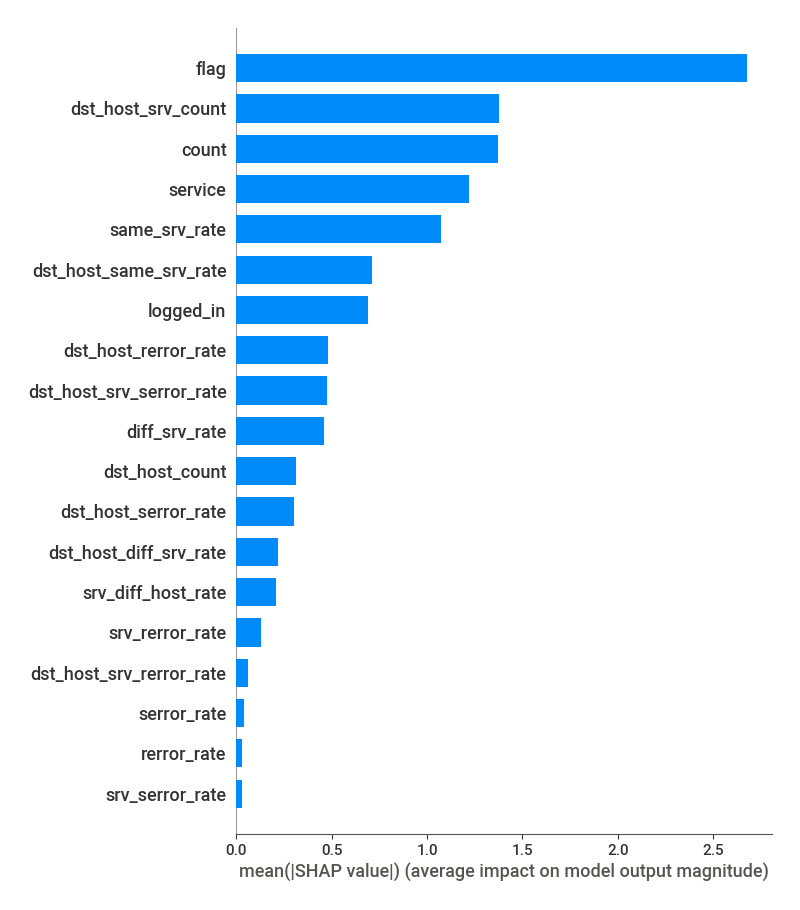 flag
dst_host_srv_count
count
service
same_srv_rate
dst_host_same_srv_rate
logged_in
dst_host_rerror_rate
dst_host_srv_serror_rate
diff_srv_rate
dst_host_count
dst_host_serror_rate
dst_host_diff_srv_rate
srv_diff_host_rate
srv_rerror_rate
dst_host_srv_rerror_rate
serror_rate
rerror_rate
srv_serror_rate
0.0 0.5 1.0 1.5 2.0 2.5
mean(|SHAP value|) (average impact on model output magnitude)